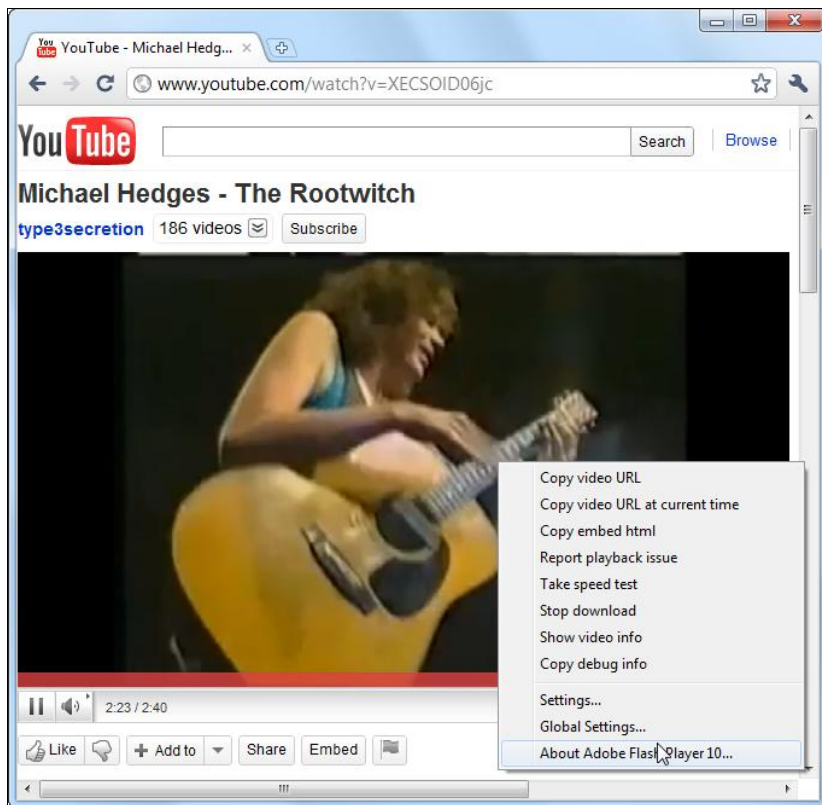 YouTube - Michael Hedg...
www.youtube.com/watch?v=XECSOID06jc
YouTube Search Browse
Michael Hedges - The Rootwitch
type3secretion 186 videos Subscribe
Copy video URL
Copy video URL at current time
Copy embed html
Report playback issue
Take speed test
Stop download
Show video info
Copy debug info
Settings...
Global Settings...
About Adobe Flash Player 10...
2:23 / 2:40
Like Add to Share Embed